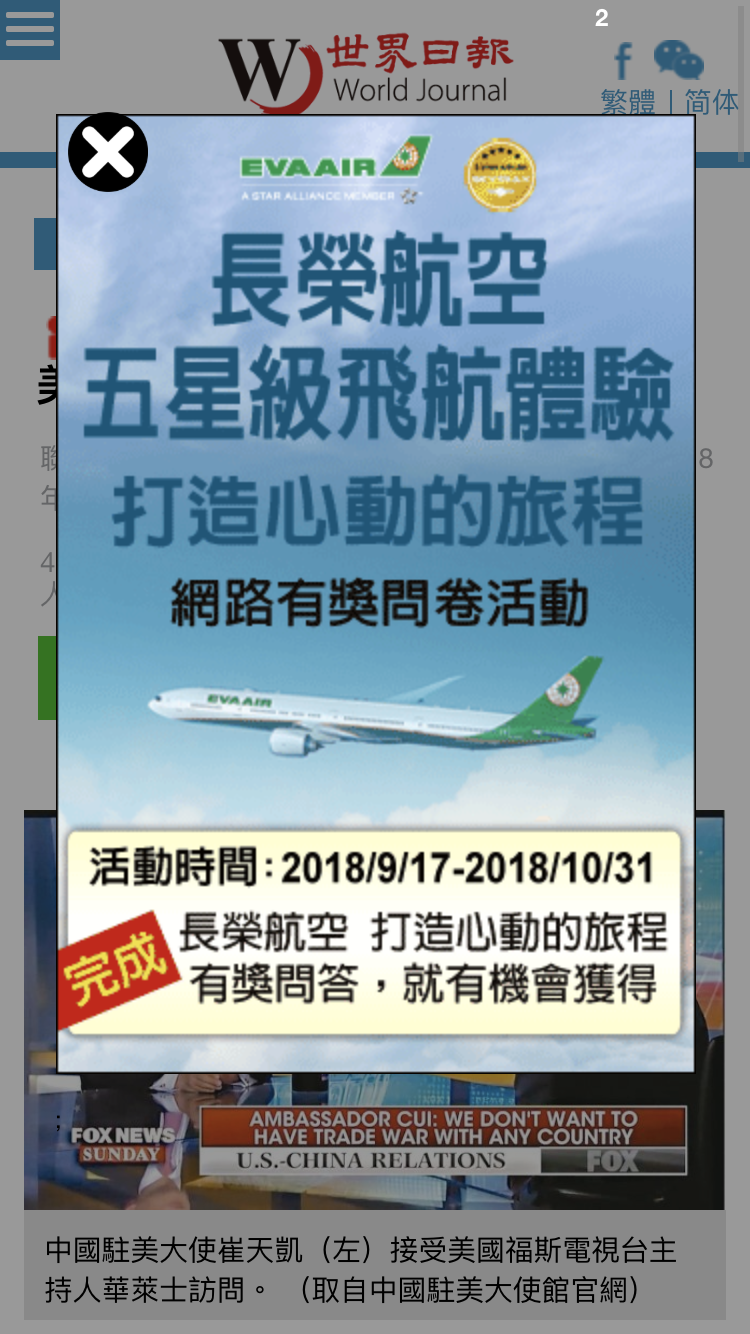 2
世界日報
World Journal
繁體 | 简体
EVA AIR
A STAR ALLIANCE MEMBER
長榮航空
五星級飛航體驗
打造心動的旅程
網路有獎問卷活動
美
聯
8
年
4
人
EVA AIR
活動時間:2018/9/17-2018/10/31
完成
長榮航空 打造心動的旅程
有獎問答,就有機會獲得
FOX NEWS
SUNDAY
AMBASSADOR CUI: WE DON'T WANT TO
HAVE TRADE WAR WITH ANY COUNTRY
U.S.-CHINA RELATIONS
FOX
中國駐美大使崔天凱(左)接受美國福斯電視台主
持人華萊士訪問。 (取自中國駐美大使館官網)